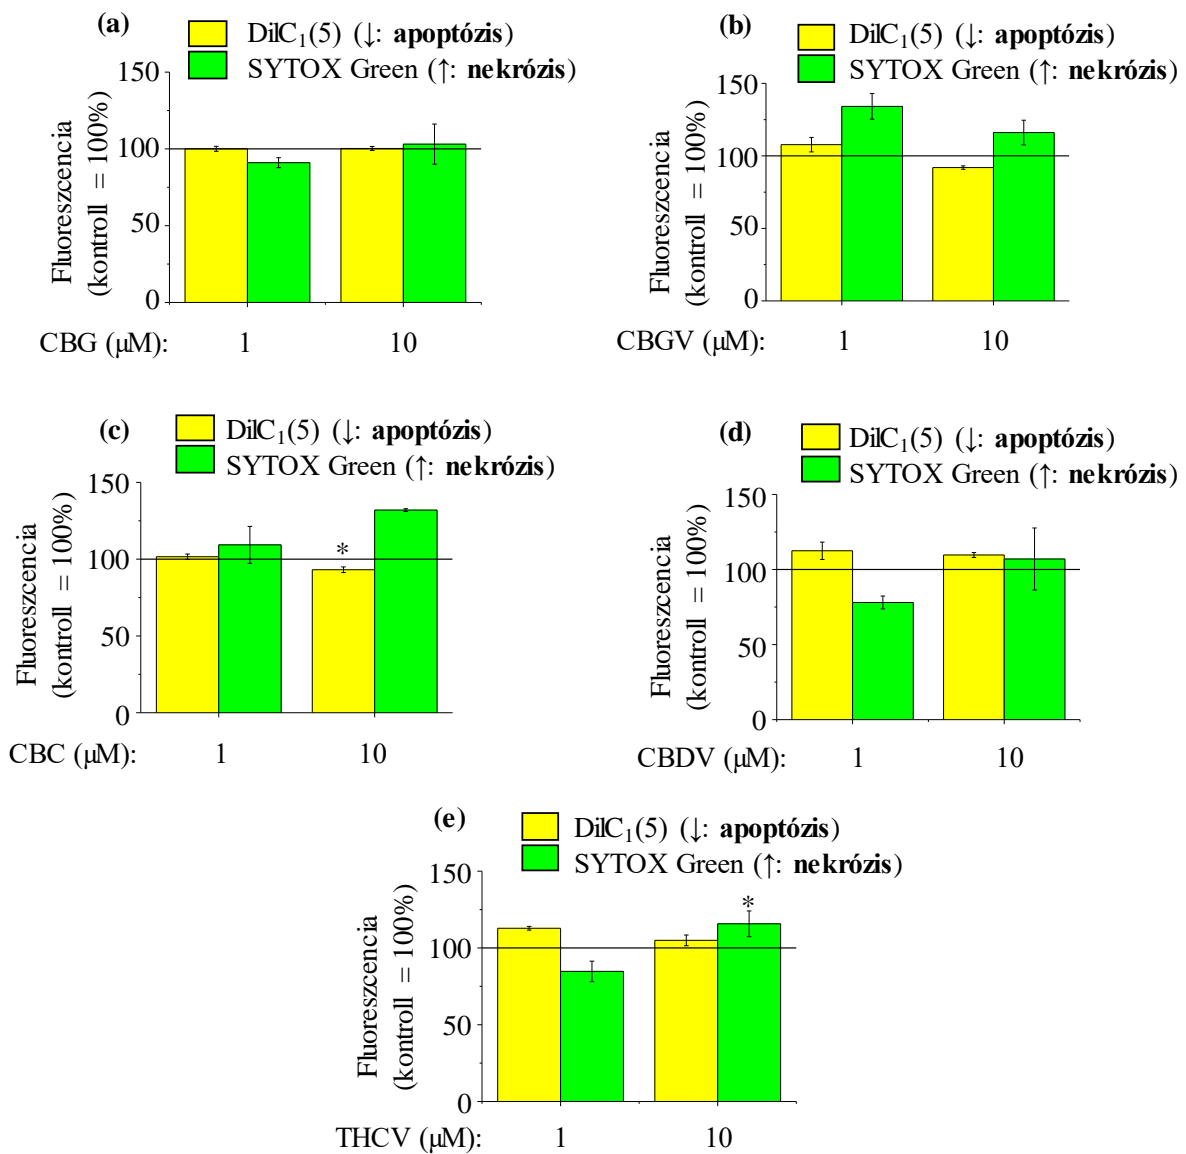 (a)
DilC₁(5) (↓: apoptózis)
SYTOX Green (↑: nekrózis)
Fluoreszcencia
(kontroll = 100%)
150
100
50
0
CBG (μM): 1 10
(b)
DilC₁(5) (↓: apoptózis)
SYTOX Green (↑: nekrózis)
Fluoreszcencia
(kontroll = 100%)
150
100
50
0
CBGV (μM): 1 10
(c)
DilC₁(5) (↓: apoptózis)
SYTOX Green (↑: nekrózis)
Fluoreszcencia
(kontroll = 100%)
150
100
50
0
*
CBC (μM): 1 10
(d)
DilC₁(5) (↓: apoptózis)
SYTOX Green (↑: nekrózis)
Fluoreszcencia
(kontroll = 100%)
150
100
50
0
CBDV (μM): 1 10
(e)
DilC₁(5) (↓: apoptózis)
SYTOX Green (↑: nekrózis)
Fluoreszcencia
(kontroll = 100%)
150
100
50
0
*
THCV (μM): 1 10